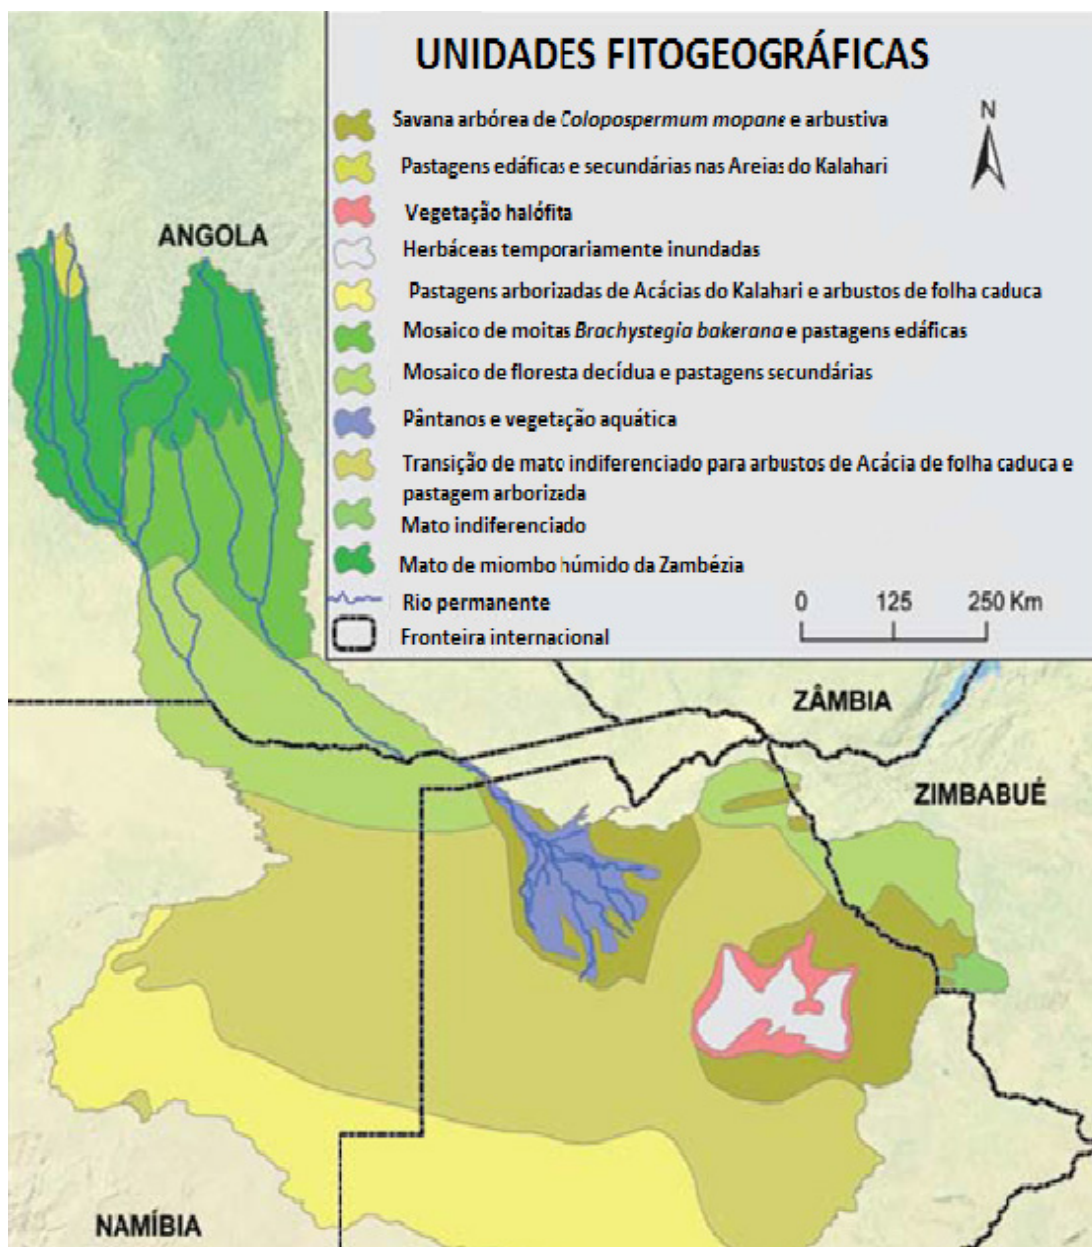 UNIDADES FITOGEOGRÁFICAS
Savana arbórea de Colopospermum mopane e arbustiva
N
Pastagens edáficas e secundárias nas Areias do Kalahari
Vegetação halófita
ANGOLA
Herbáceas temporariamente inundadas
Pastagens arborizadas de Acácias do Kalahari e arbustos de folha caduca
Mosaico de moitas Brachystegia bakerana e pastagens edáficas
Mosaico de floresta decídua e pastagens secundárias
Pântanos e vegetação aquática
Transição de mato indiferenciado para arbustos de Acácia de folha caduca e
pastagem arborizada
Mato indiferenciado
Mato de miombo húmido da Zambézia
Rio permanente
0 125 250 Km
Fronteira internacional
ZÂMBIA
ZIMBABUÉ
NAMÍBIA